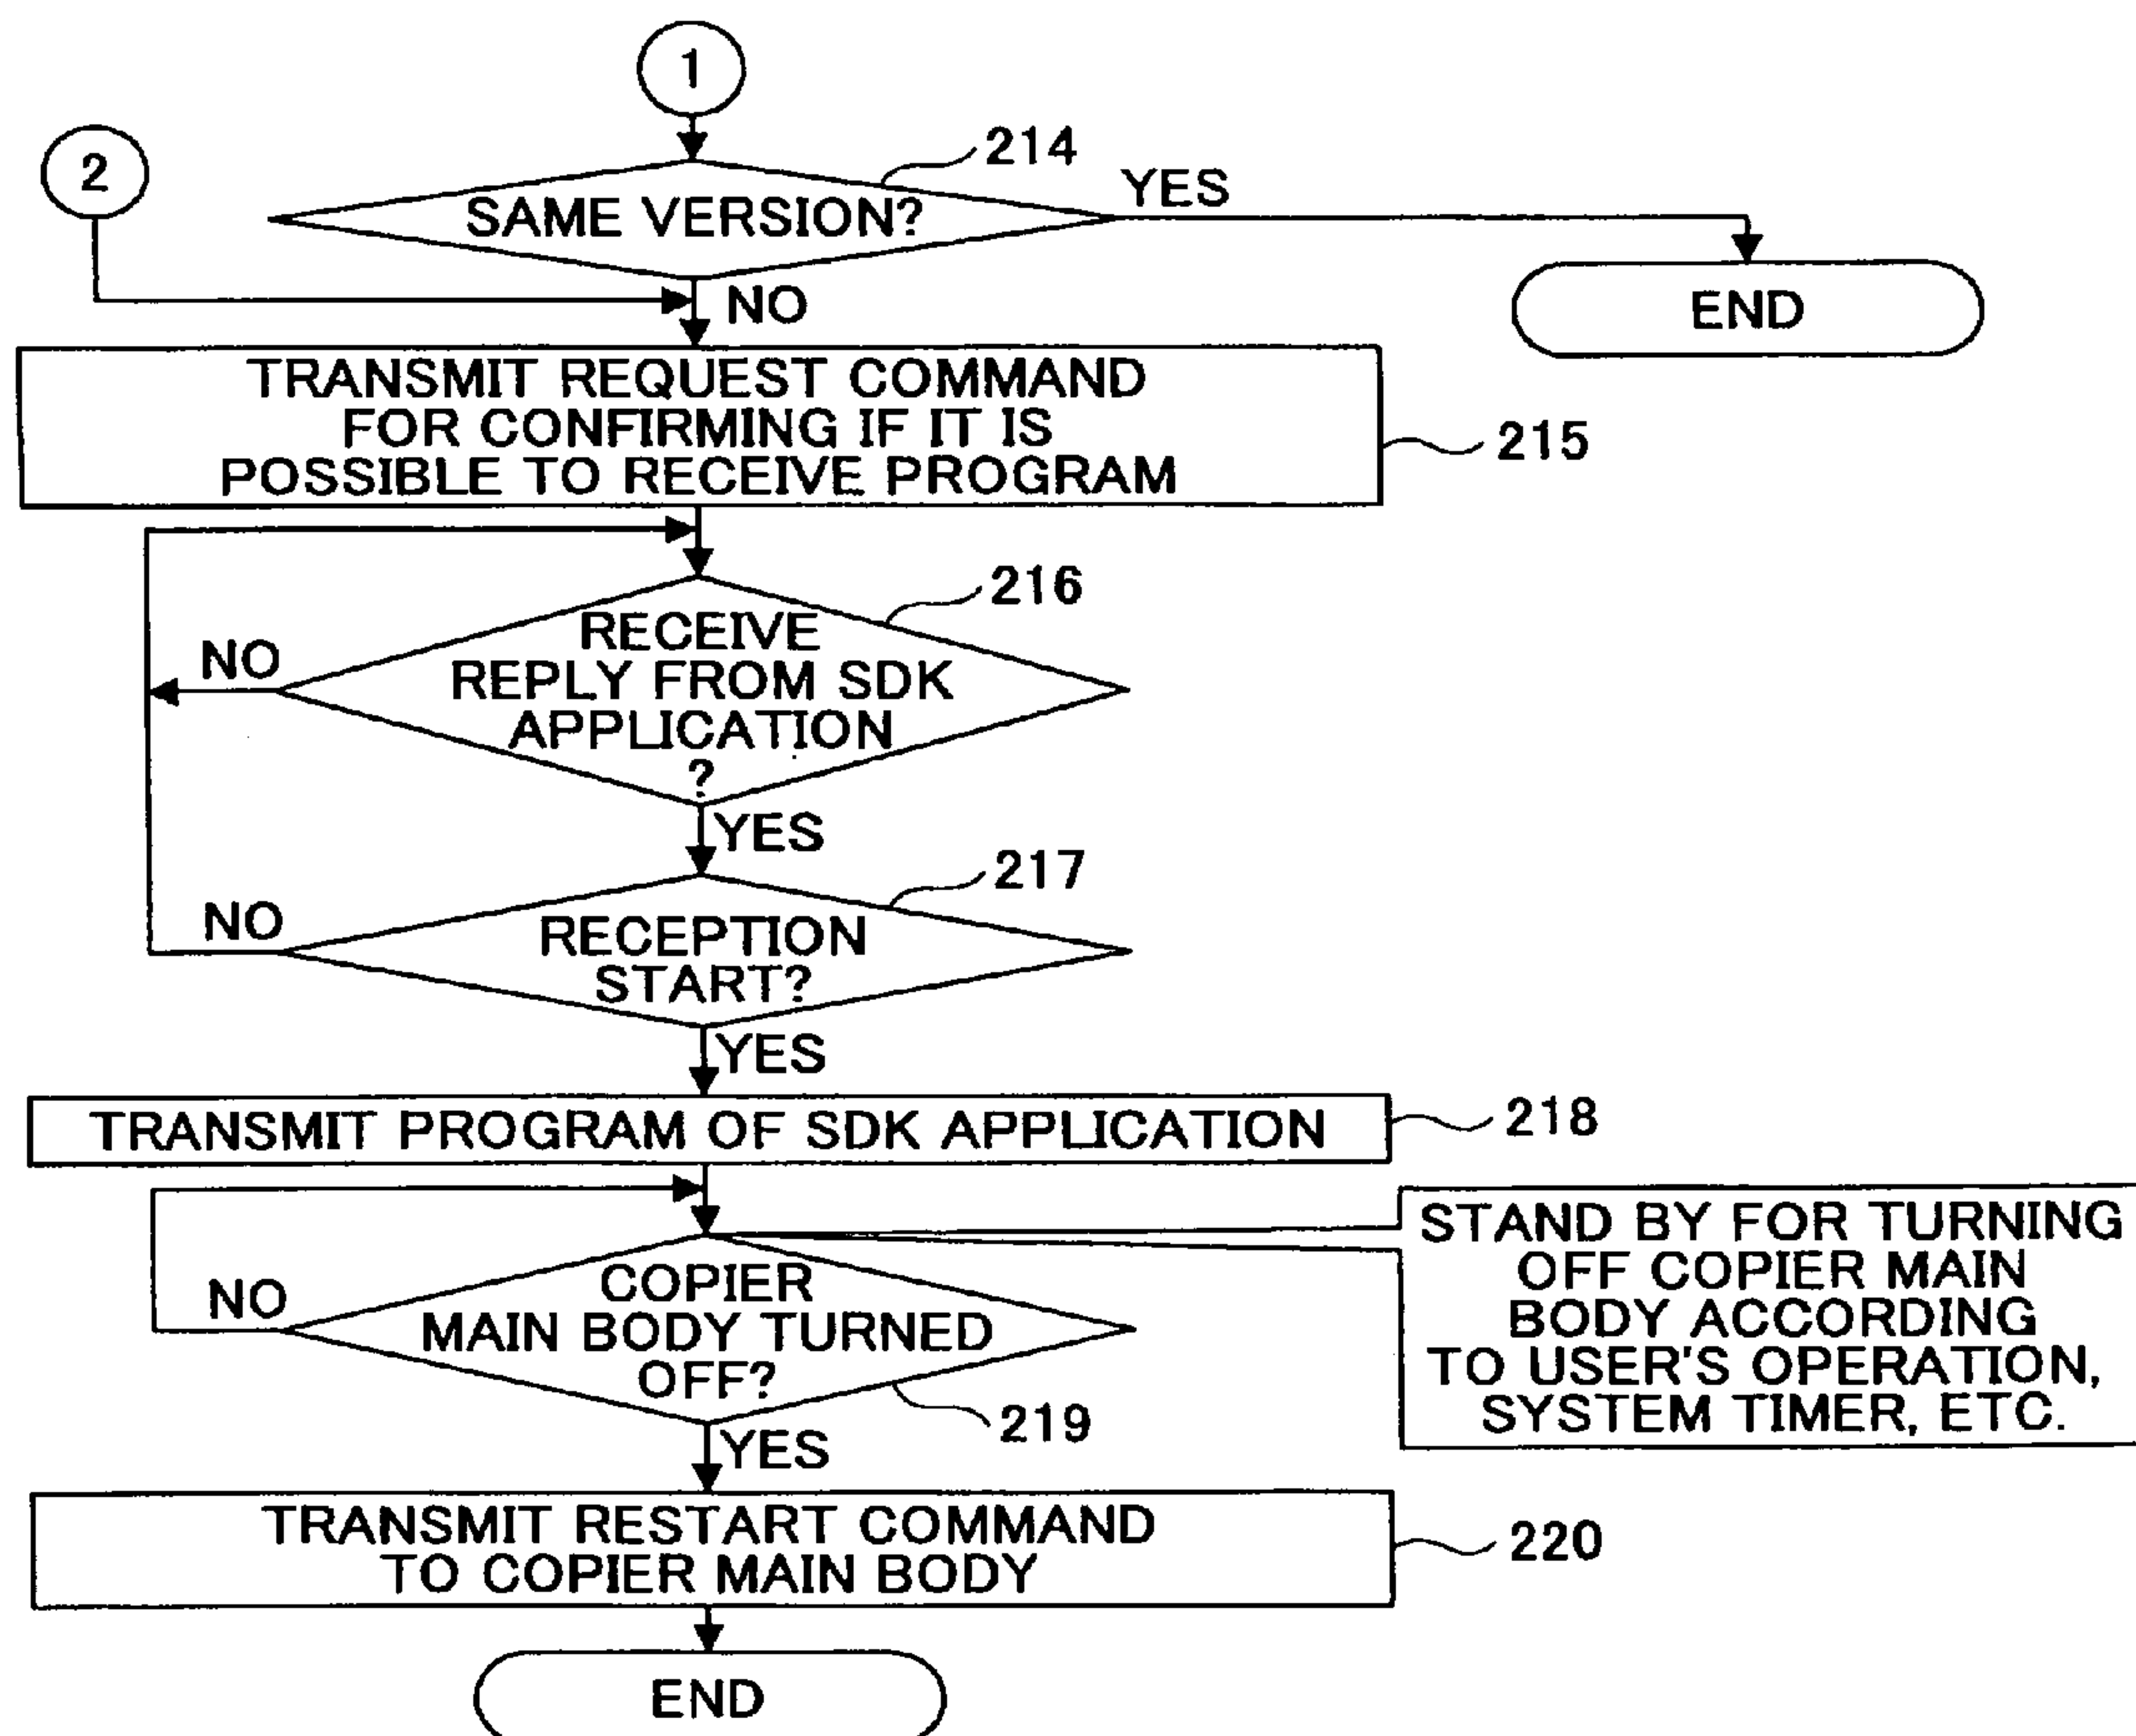 1
2
214
SAME VERSION?
YES
NO
END
TRANSMIT REQUEST COMMAND
FOR CONFIRMING IF IT IS
POSSIBLE TO RECEIVE PROGRAM
215
216
RECEIVE
REPLY FROM SDK
APPLICATION
?
NO
YES
217
RECEPTION
START?
NO
YES
TRANSMIT PROGRAM OF SDK APPLICATION
218
COPIER
MAIN BODY TURNED
OFF?
NO
219
YES
STAND BY FOR TURNING
OFF COPIER MAIN
BODY ACCORDING
TO USER'S OPERATION,
SYSTEM TIMER, ETC.
TRANSMIT RESTART COMMAND
TO COPIER MAIN BODY
220
END